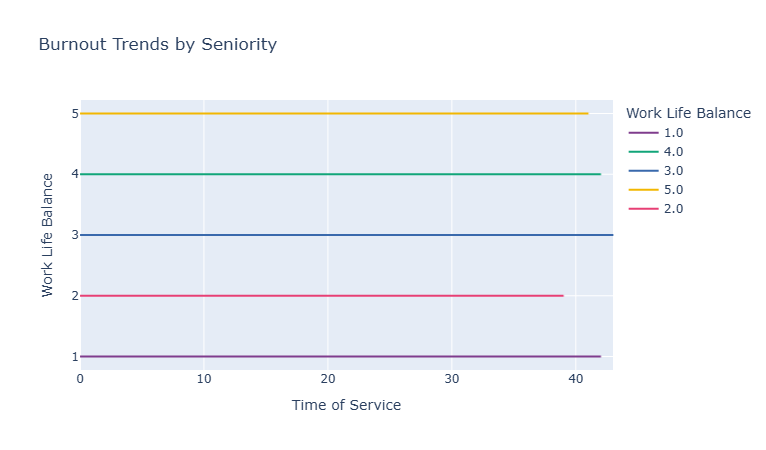 Burnout Trends by Seniority
Work Life Balance
5
4
3
2
1
0 10 20 30 40
Time of Service
Work Life Balance
1.0
4.0
3.0
5.0
2.0